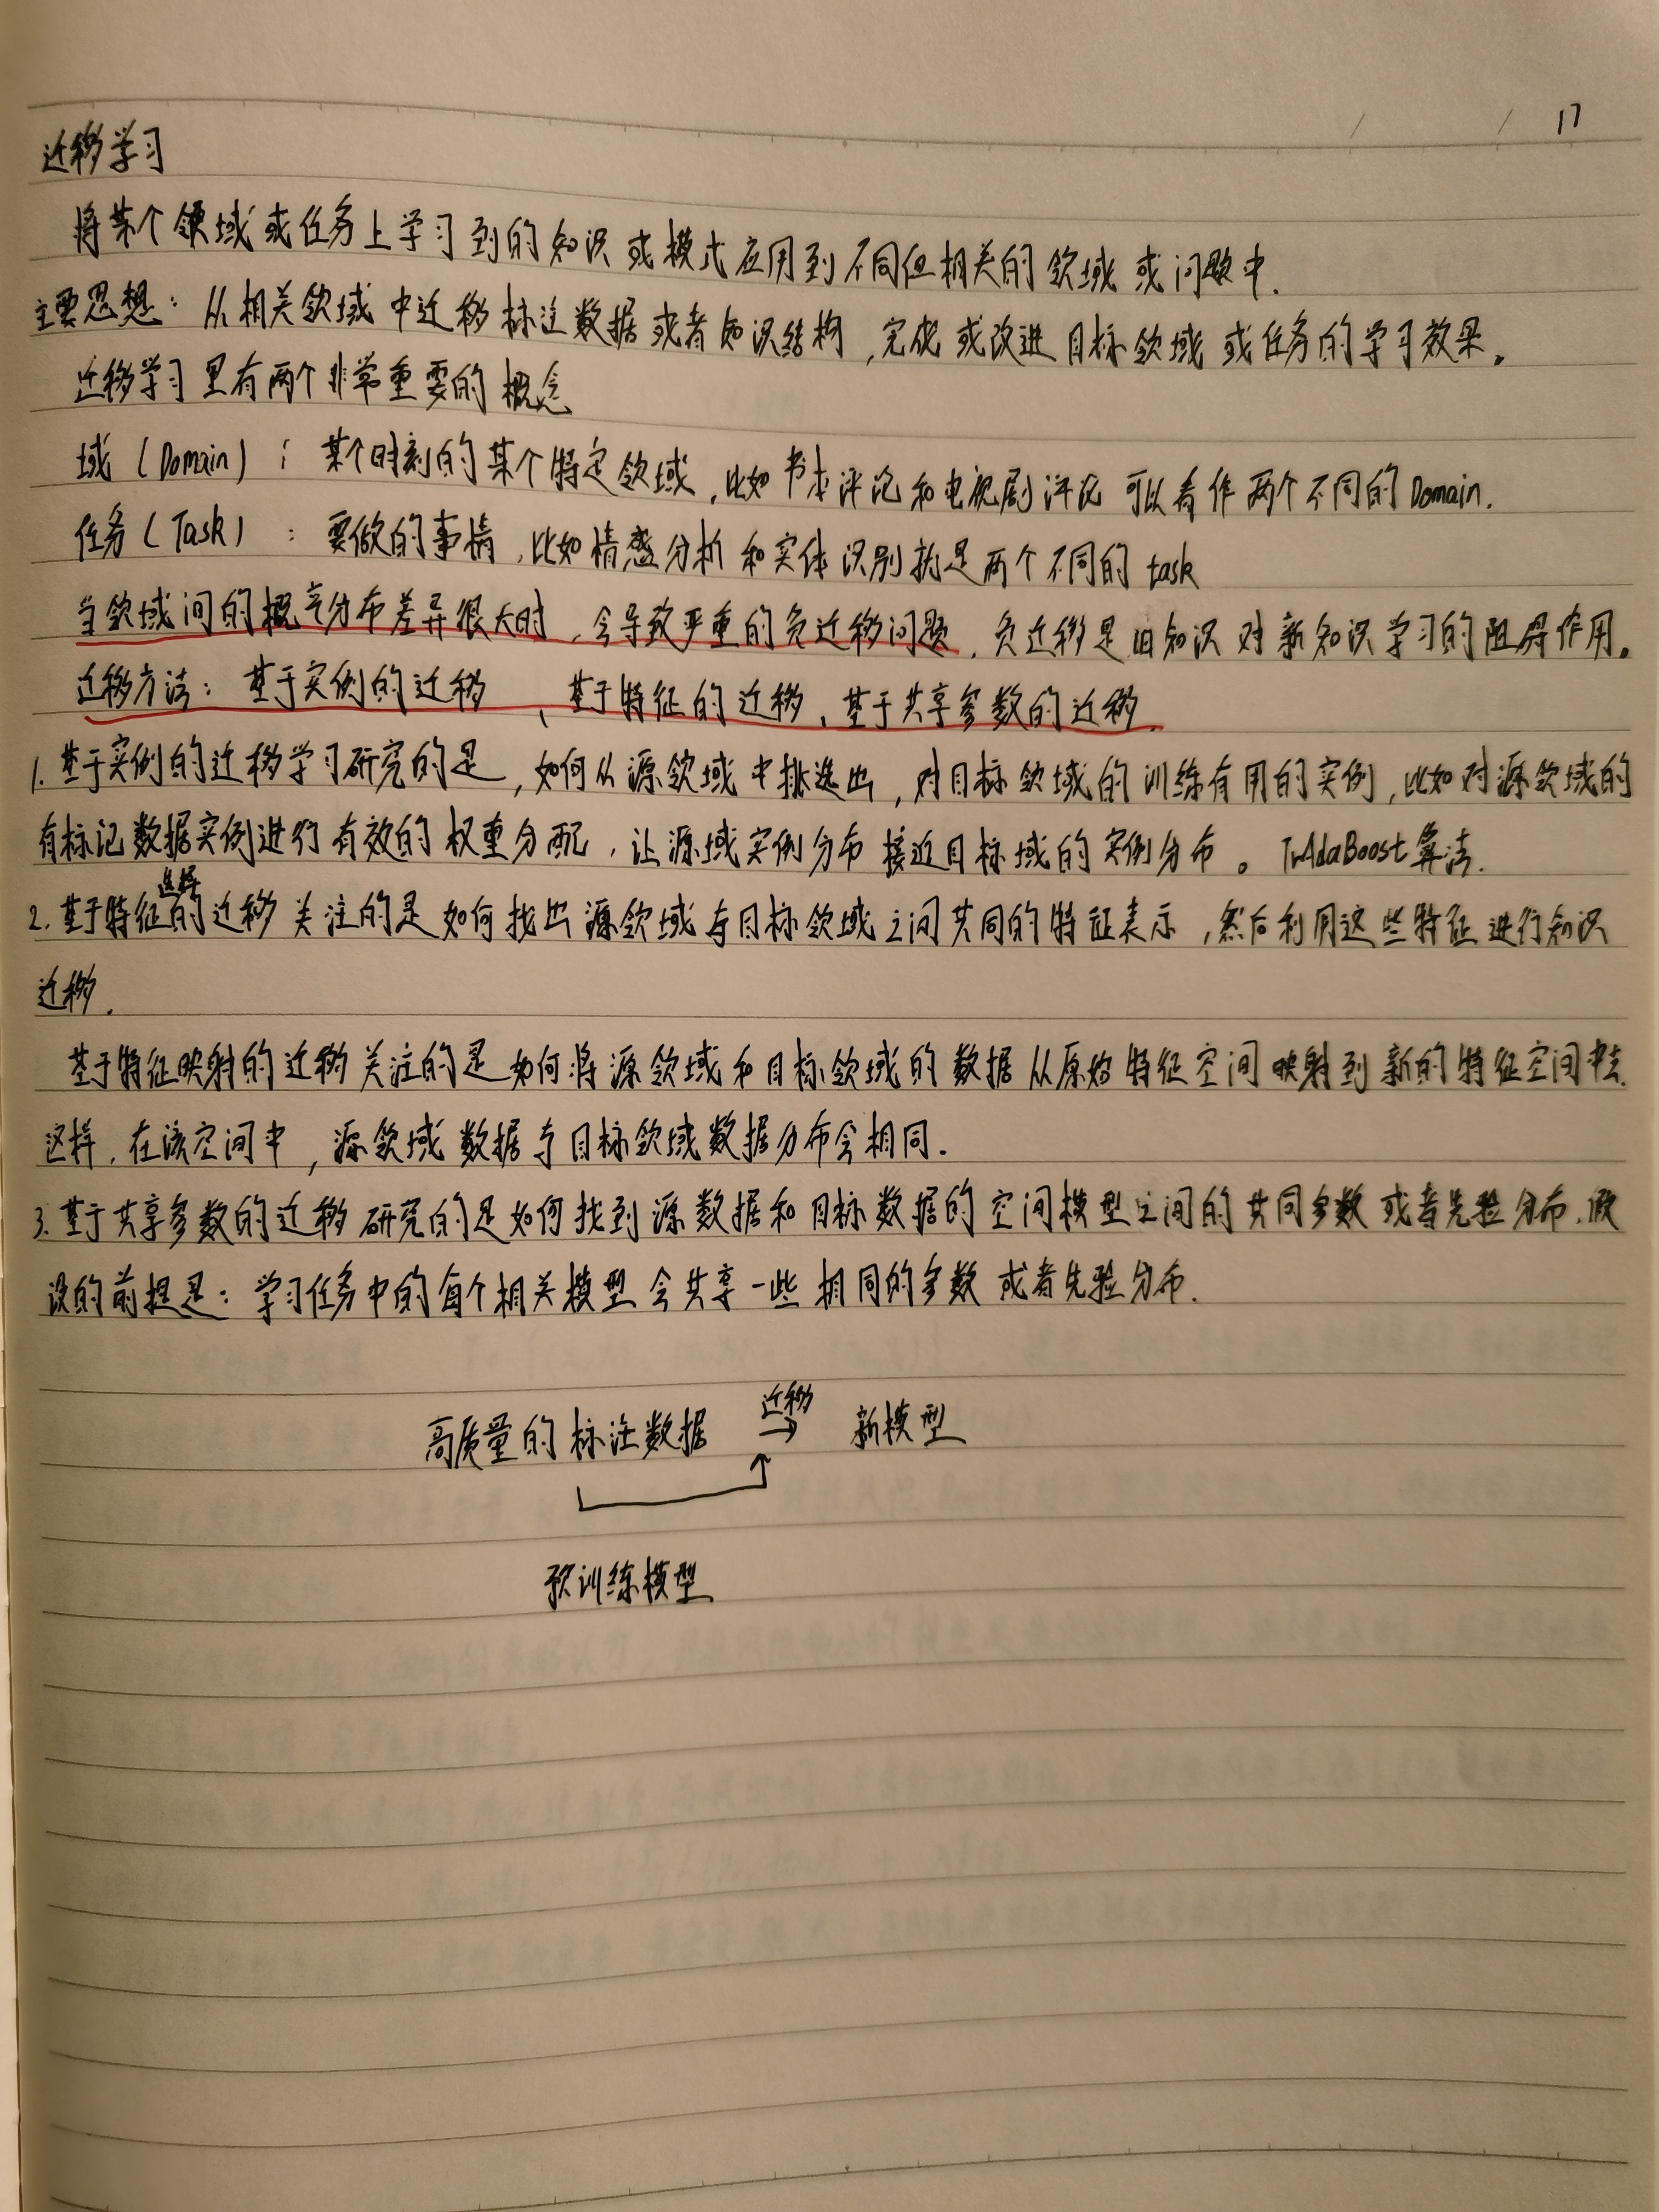 17
迁移学习
将某个领域或任务上学习到的知识或模式应用到不同但相关的领域或问题中.
主要思想：从相关领域中迁移标注数据或者知识结构,完成或改进目标领域或任务的学习效果。
迁移学习里有两个非常重要的概念
域(Domain)：某个时刻的某个特定领域,比如书本评论和电视剧评论可以看作两个不同的Domain.
任务(Task)：要做的事情,比如情感分析和实体识别就是两个不同的task
当领域间的概率分布差异很大时,会导致严重的负迁移问题,负迁移是旧知识对新知识学习的阻碍作用。
迁移方法：基于实例的迁移、基于特征的迁移、基于共享参数的迁移.
1.基于实例的迁移学习研究的是,如何从源领域中挑选出,对目标领域的训练有用的实例,比如对源领域的
有标记数据实例进行有效的权重分配,让源域实例分布接近目标域的实例分布。TrAdaBoost算法.
2.基于特征选择的迁移关注的是如何找出源领域与目标领域之间共同的特征表示,然后利用这些特征进行知识
迁移.
基于特征映射的迁移关注的是如何将源领域和目标领域的数据从原始特征空间映射到新的特征空间中去.
这样,在该空间中,源领域数据与目标领域数据分布会相同.
3.基于共享参数的迁移研究的是如何找到源数据和目标数据的空间模型之间的共同参数或者先验分布,假
设的前提是：学习任务中的每个相关模型会共享一些相同的参数或者先验分布.
迁移
高质量的标注数据 → 新模型
预训练模型